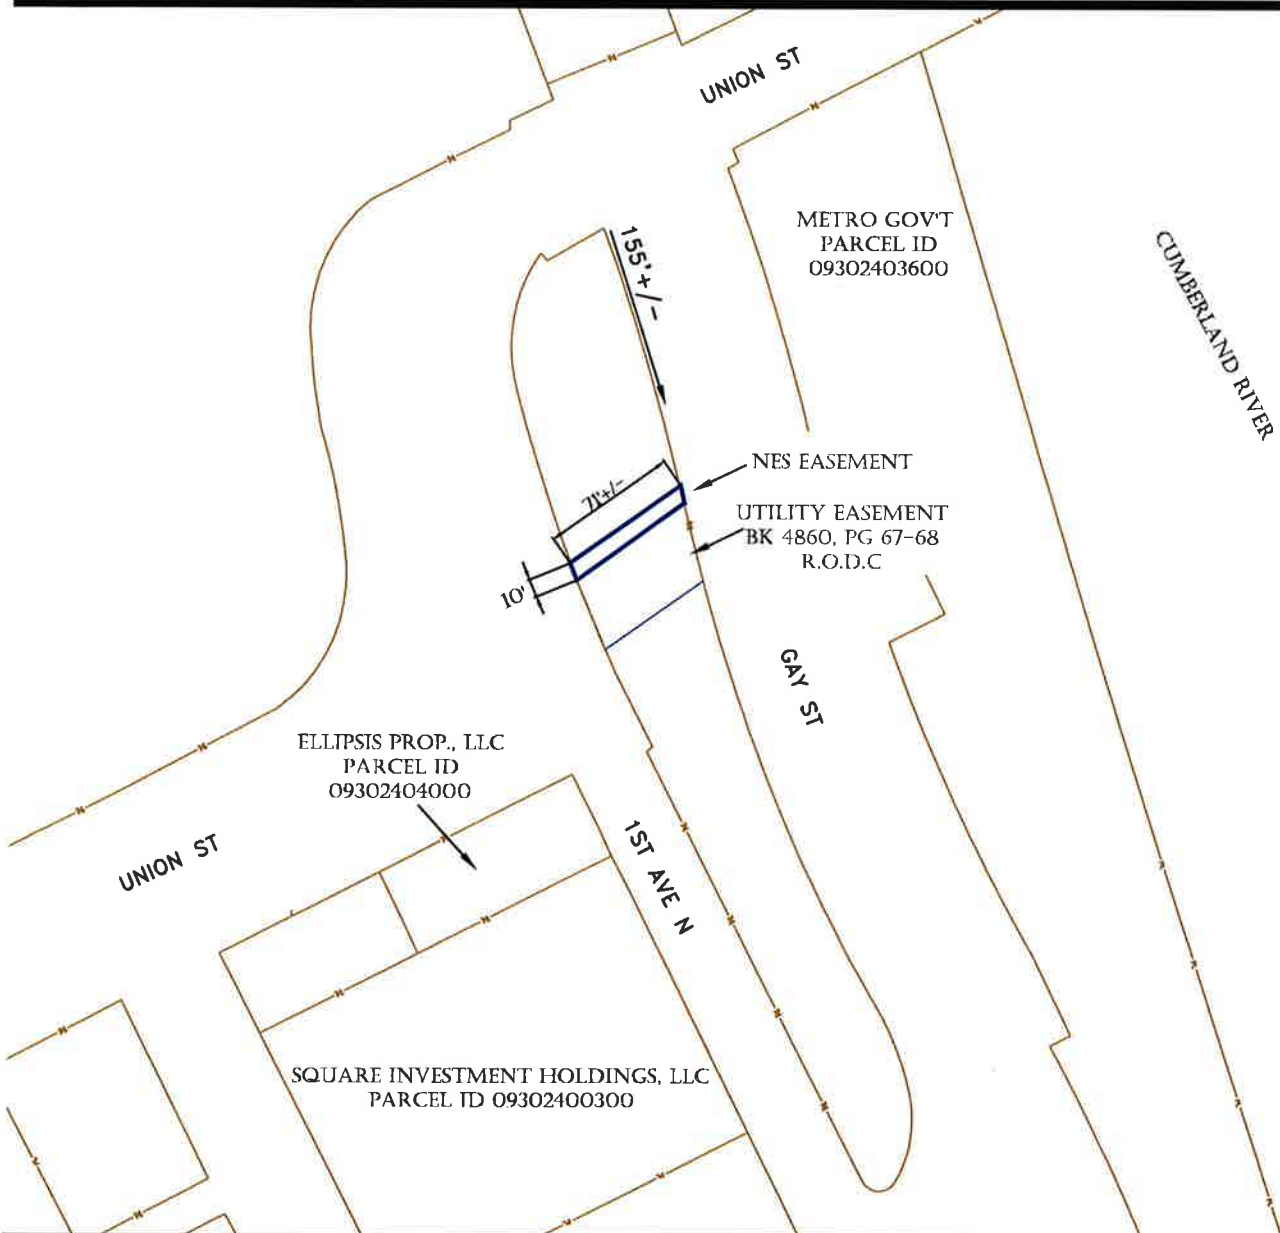 UNION ST
155'+/-
METRO GOV'T
PARCEL ID
09302403600
CUMBERLAND RIVER
NES EASEMENT
71'+/-
UTILITY EASEMENT
BK 4860, PG 67-68
R.O.D.C
10'
GAY ST
ELLIPSIS PROP., LLC
PARCEL ID
09302404000
UNION ST
1ST AVE N
SQUARE INVESTMENT HOLDINGS, LLC
PARCEL ID 09302400300